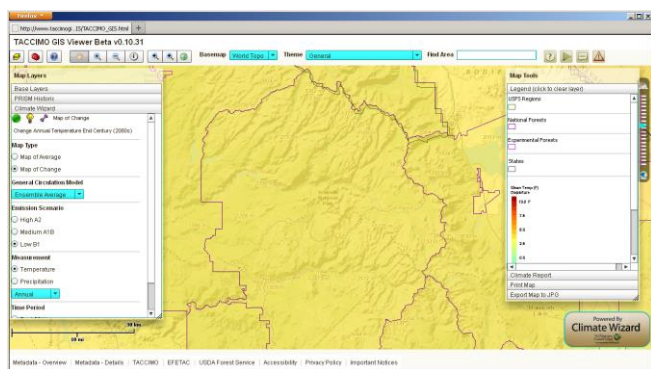 Firefox
http://www.taccimogi...15/TACCIMO_GIS.html
TACCIMO GIS Viewer Beta v0.10.31
Basemap World Topo Theme General Find Area
Map Layers
Base Layers
PRISM Historic
Climate Wizard
Map of Change
Change Annual Temperature End Century (2080s)
Map Type
Map of Average
Map of Change
General Circulation Model
Ensemble Average
Emission Scenario
High A2
Medium A1B
Low B1
Measurement
Temperature
Precipitation
Annual
Time Period
Map Tools
Legend (click to clear layer)
USFS Regions
National Forests
Experimental Forests
States
Mean Temp (F)
Departure
Climate Report
Print Map
Export Map to JPG
Powered By
Climate Wizard
Metadata - Overview Metadata - Details TACCIMO EFETAC USDA Forest Service Accessibility Privacy Policy Important Notices